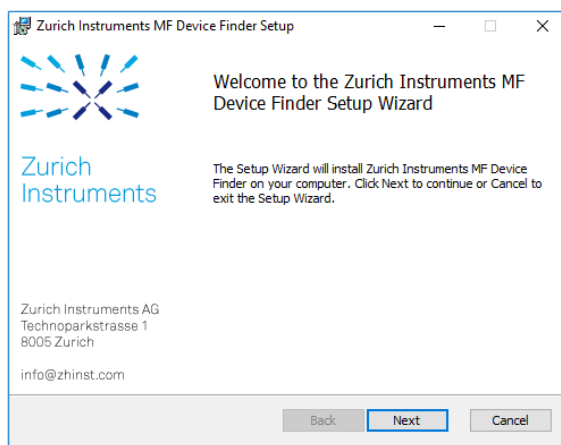 Zurich Instruments MF Device Finder Setup
Welcome to the Zurich Instruments MF
Device Finder Setup Wizard
Zurich
Instruments
The Setup Wizard will install Zurich Instruments MF Device
Finder on your computer. Click Next to continue or Cancel to
exit the Setup Wizard.
Zurich Instruments AG
Technoparkstrasse 1
8005 Zurich
info@zhinst.com
Back
Next
Cancel